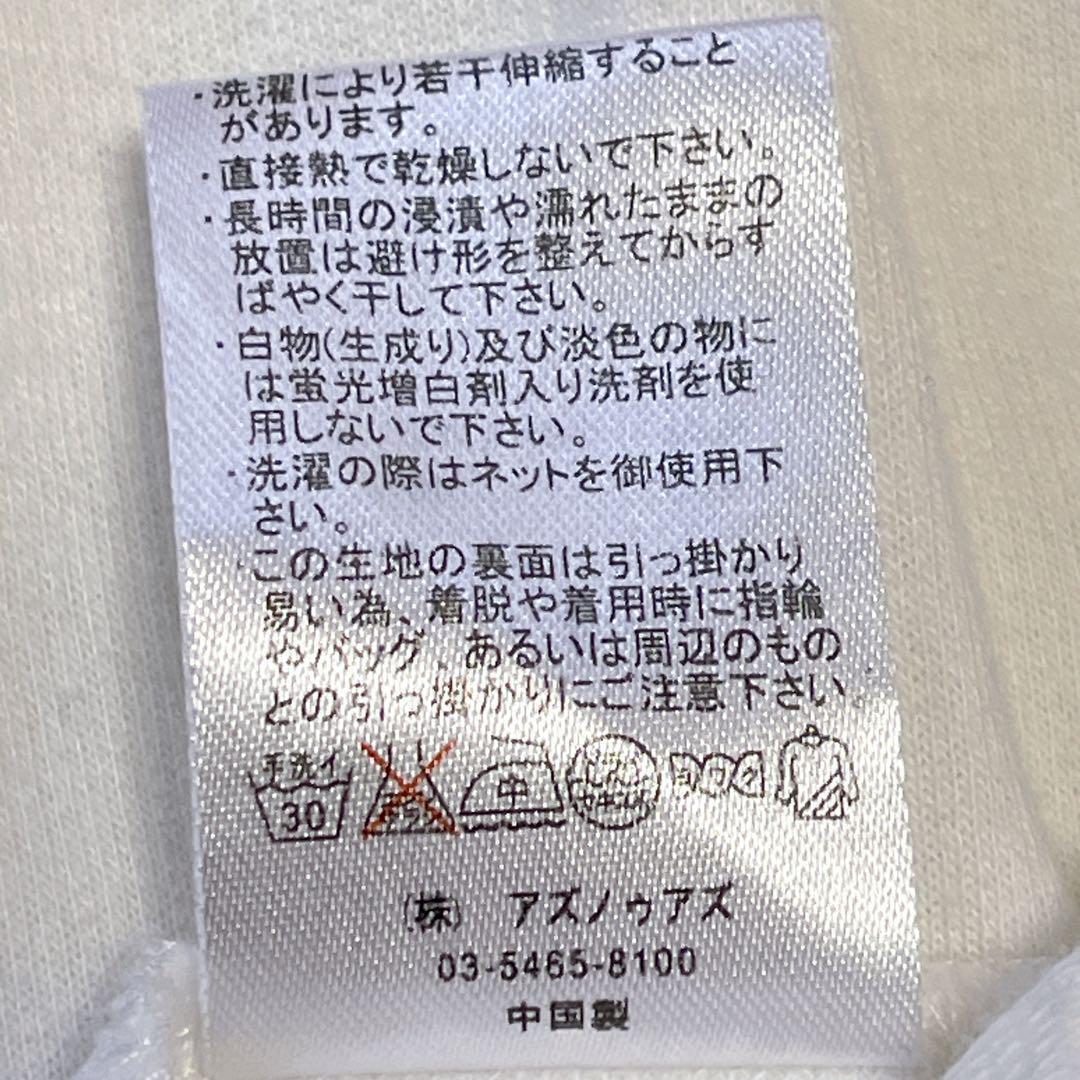 ・洗濯により若干伸縮すること
があります。
・直接熱で乾燥しないで下さい。
・長時間の浸漬や濡れたままの
放置は避け形を整えてからす
ばやく干して下さい。
・白物(生成り)及び淡色の物に
は蛍光増白剤入り洗剤を使
用しないで下さい。
・洗濯の際はネットを御使用下
さい。
・この生地の裏面は引っ掛かり
易い為、着脱や着用時に指輪
やバッグ、あるいは周辺のもの
との引っ掛かりにご注意下さい
手洗イ 中 ヨワク
30
(株) アズノゥアズ
03-5465-8100
中国製